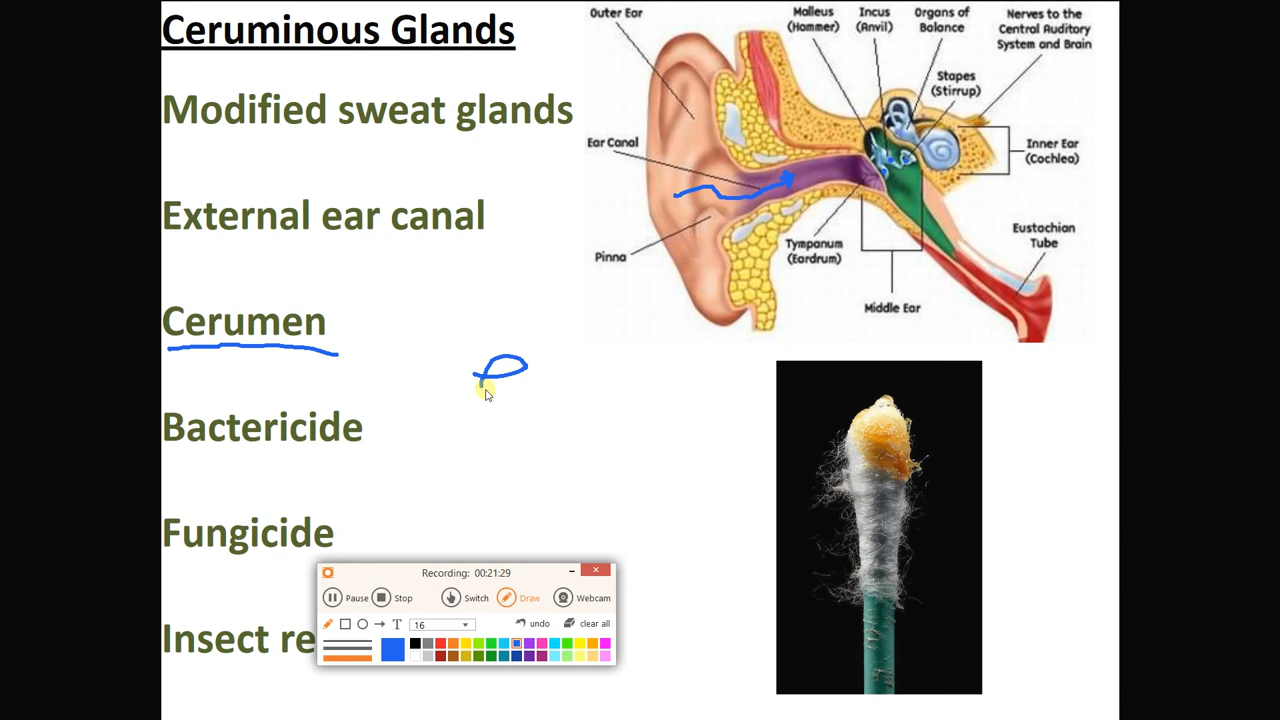 Ceruminous Glands
Modified sweat glands
External ear canal
Cerumen
Bactericide
Fungicide
Insect re
Outer Ear
Malleus
(Hammer)
Incus
(Anvil)
Organs of
Balance
Nerves to the
Central Auditory
System and Brain
Stapes
(Stirrup)
Ear Canal
Inner Ear
(Cochlea)
Pinna
Tympanum
(Eardrum)
Eustachian
Tube
Middle Ear
Recording: 00:21:29
Pause Stop Switch Draw Webcam
T 16 undo clear all